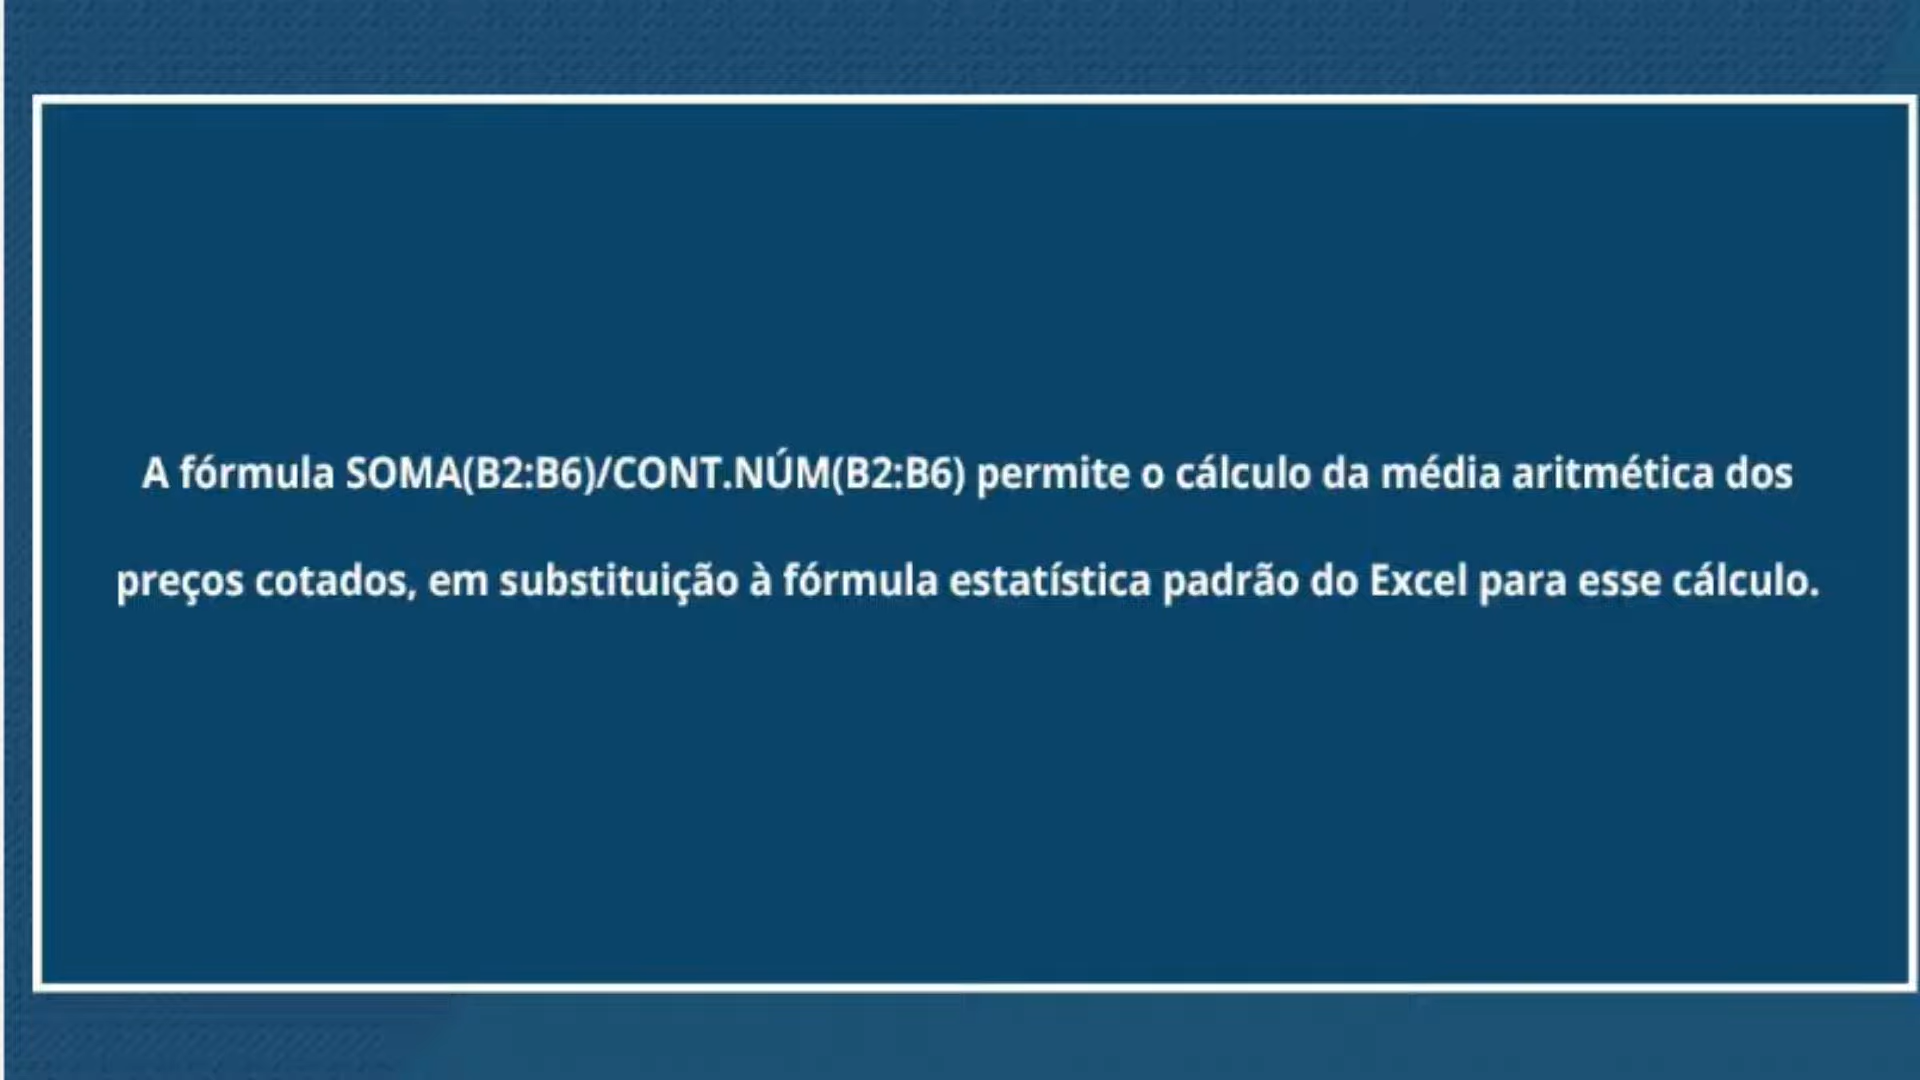 A fórmula SOMA(B2:B6)/CONT.NÚM(B2:B6) permite o cálculo da média aritmética dos
preços cotados, em substituição à fórmula estatística padrão do Excel para esse cálculo.